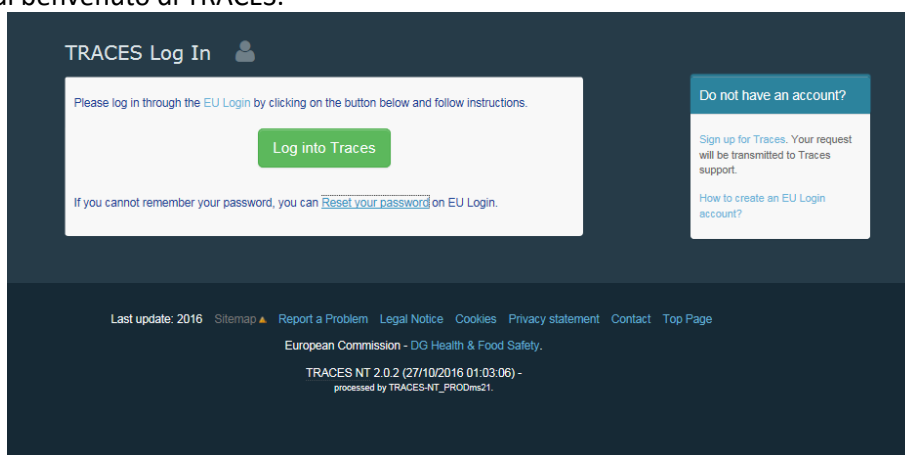 di benvenuto di TRACES.
TRACES Log In
Please log in through the EU Login by clicking on the button below and follow instructions.
Log into Traces
If you cannot remember your password, you can Reset your password on EU Login.
Do not have an account?
Sign up for Traces. Your request
will be transmitted to Traces
support.
How to create an EU Login
account?
Last update: 2016 Sitemap Report a Problem Legal Notice Cookies Privacy statement Contact Top Page
European Commission - DG Health & Food Safety.
TRACES NT 2.0.2 (27/10/2016 01:03:06) -
processed by TRACES-NT_PRODms21.